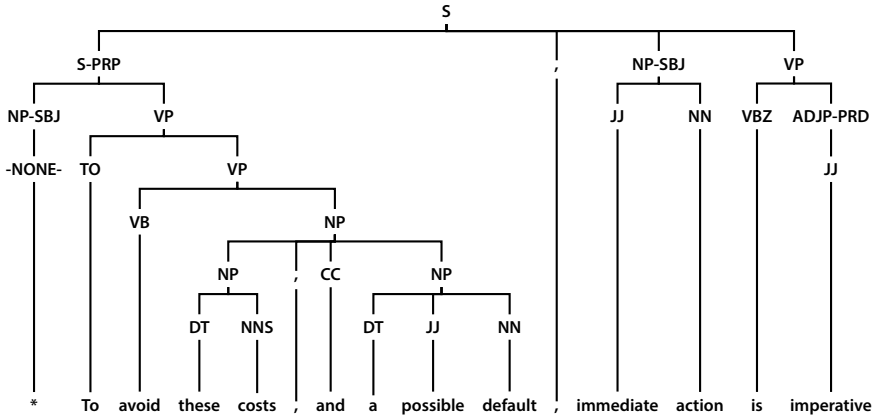 S
S-PRP , NP-SBJ VP
NP-SBJ VP JJ NN VBZ ADJP-PRD
-NONE- TO VP JJ
VB NP
NP , CC NP
DT NNS DT JJ NN
* To avoid these costs , and a possible default , immediate action is imperative